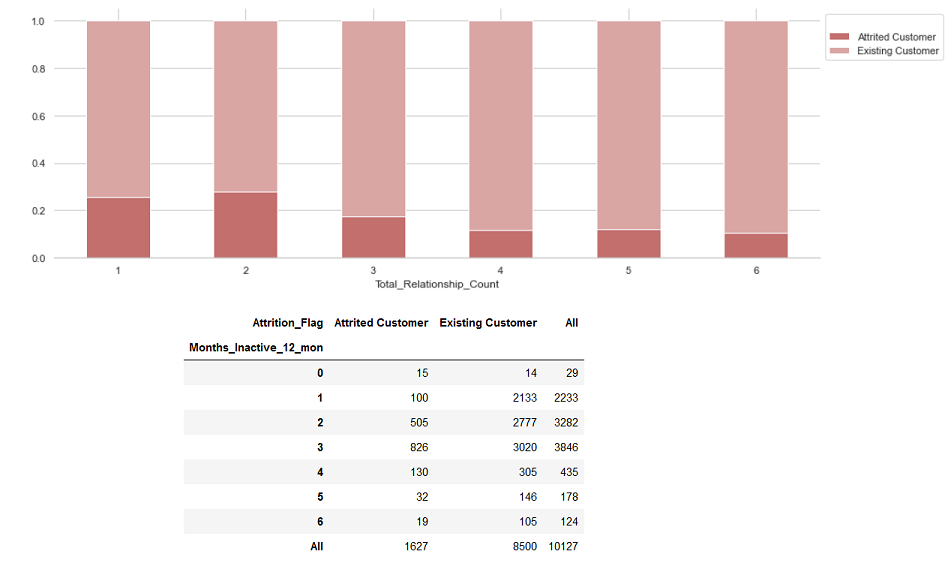 1.0
0.8
0.6
0.4
0.2
0.0
1 2 3 4 5 6
Total_Relationship_Count
Attrited Customer
Existing Customer
Attrition_Flag Attrited Customer Existing Customer All
Months_Inactive_12_mon
0 15 14 29
1 100 2133 2233
2 505 2777 3282
3 826 3020 3846
4 130 305 435
5 32 146 178
6 19 105 124
All 1627 8500 10127